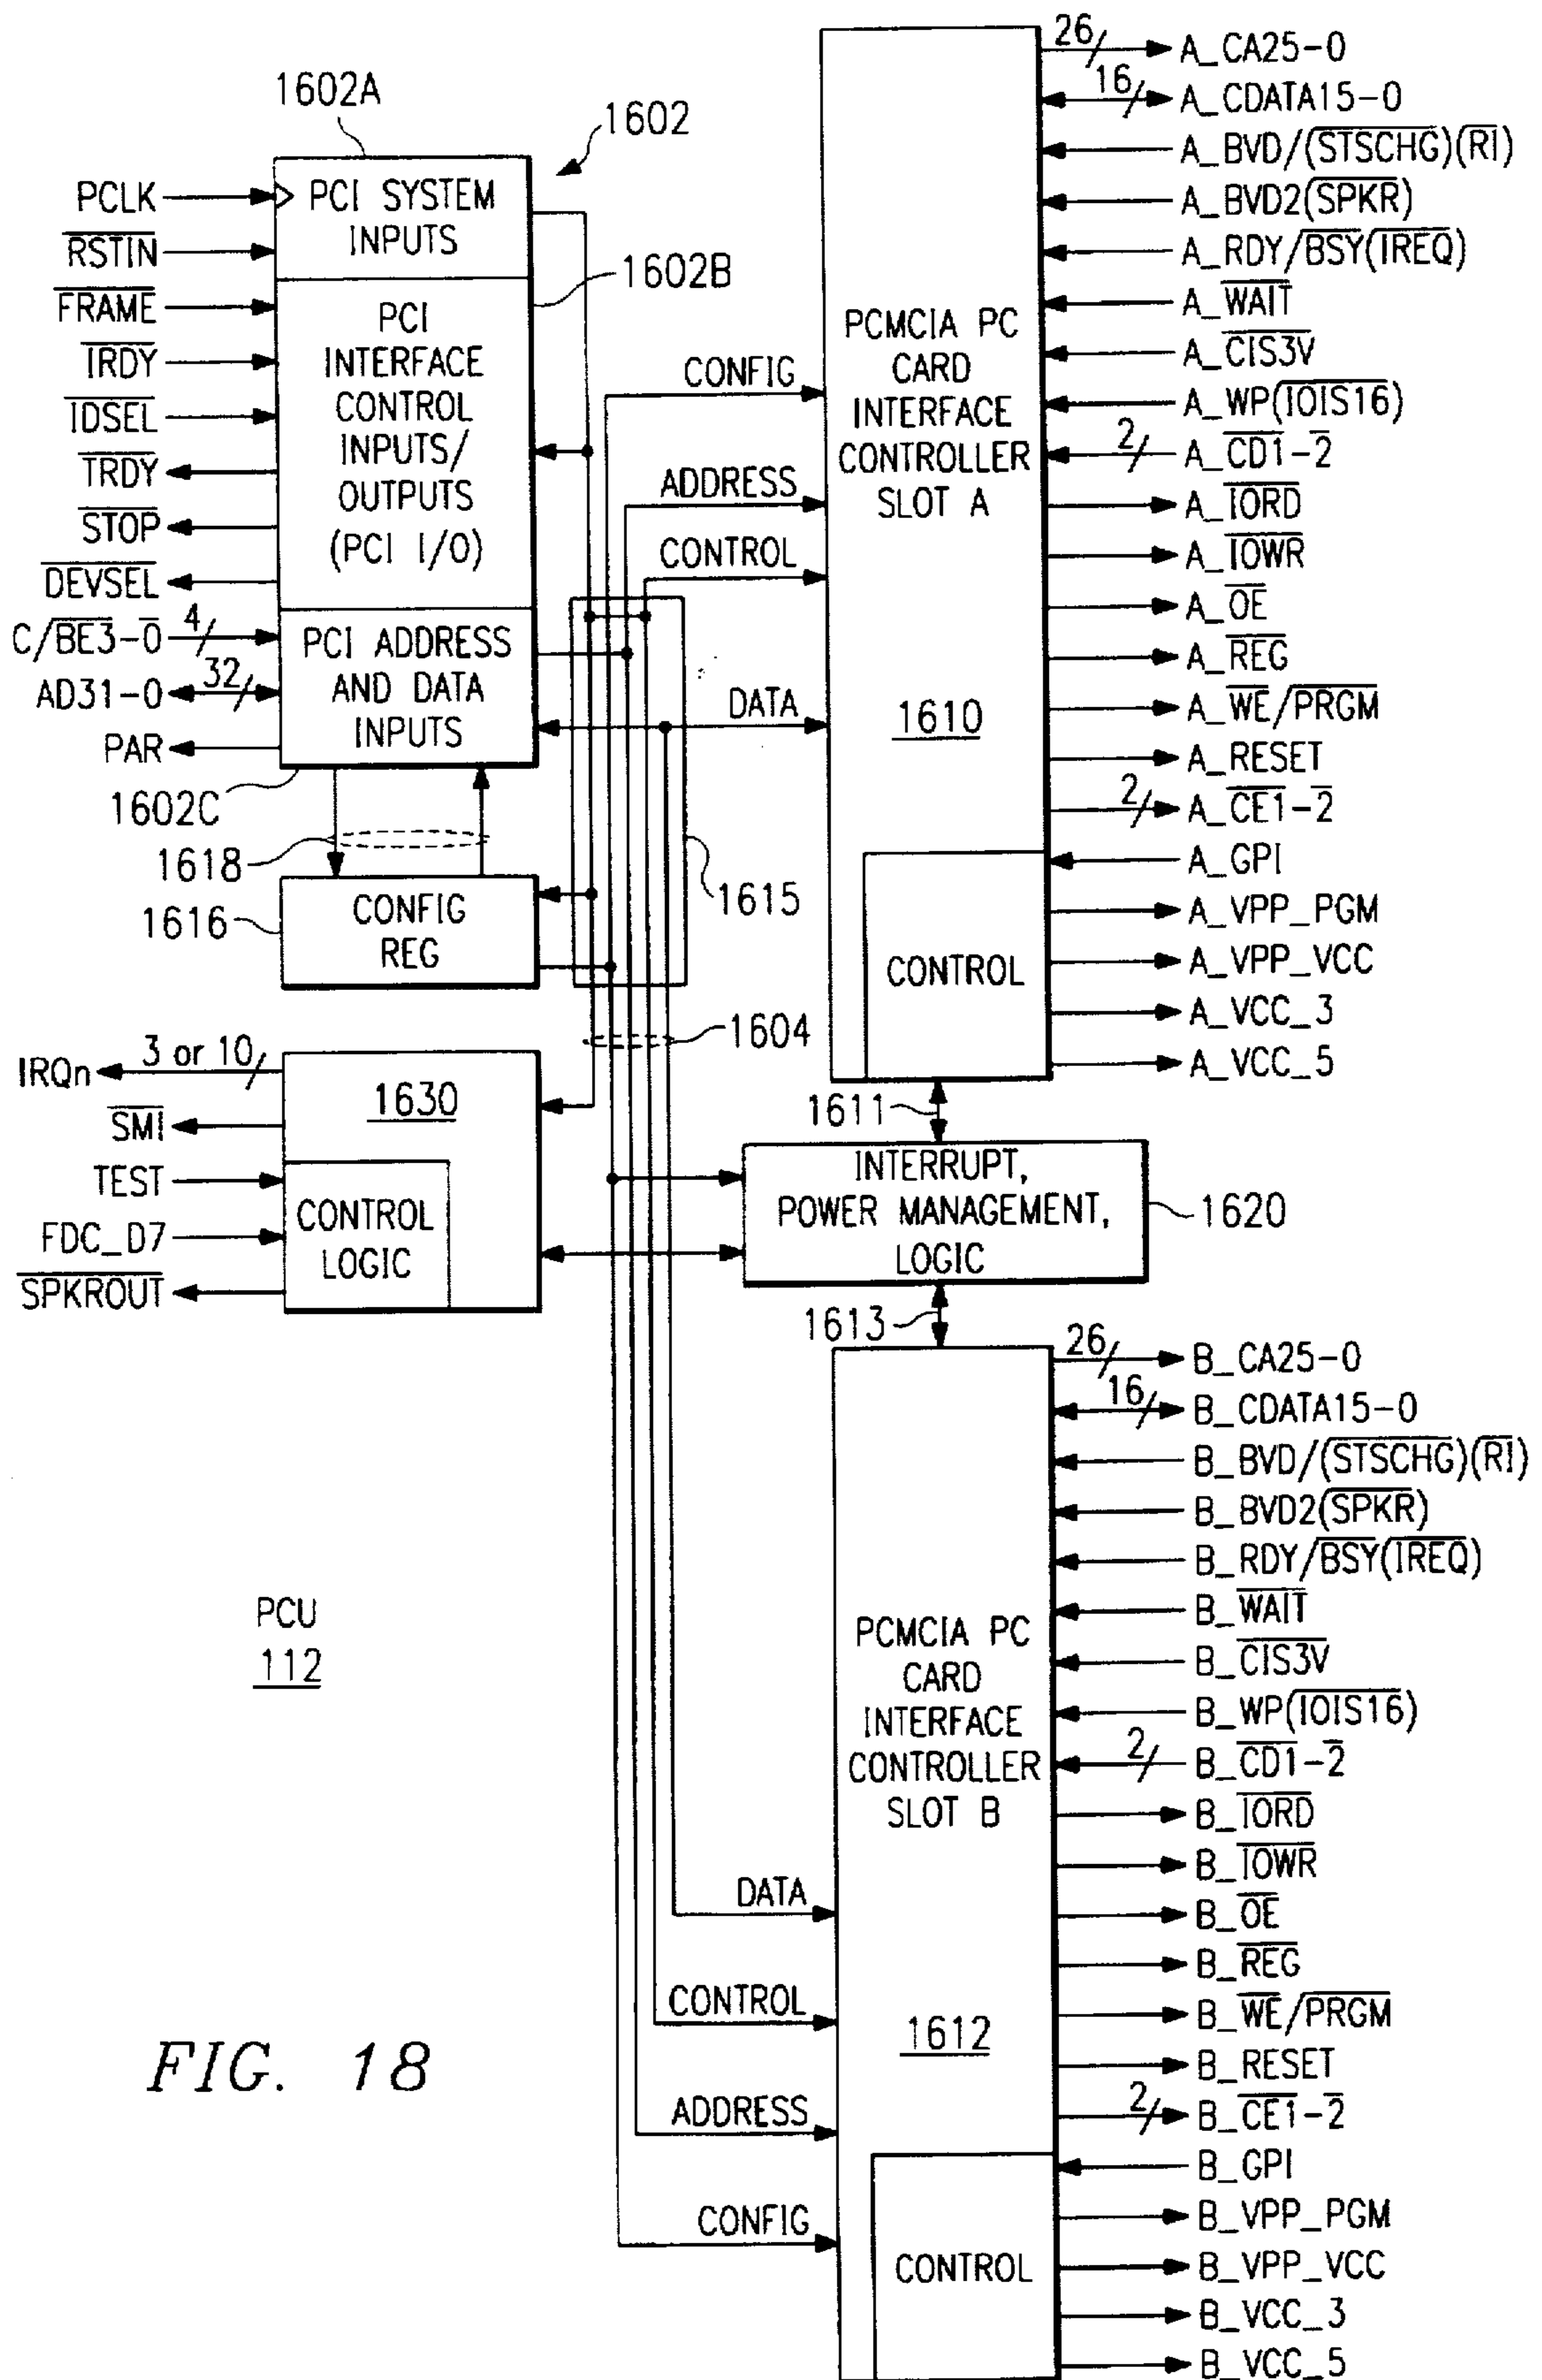 1602A
1602
PCLK
RSTIN
FRAME
IRDY
IDSEL
TRDY
STOP
DEVSEL
C/BE3-0
4
AD31-0
32
PAR
PCI SYSTEM
INPUTS
1602B
PCI
INTERFACE
CONTROL
INPUTS/
OUTPUTS
(PCI I/O)
PCI ADDRESS
AND DATA
INPUTS
1602C
1618
1616
CONFIG
REG
1615
1604
IRQn
3 or 10
SMI
TEST
FDC_D7
SPKROUT
1630
CONTROL
LOGIC
CONFIG
ADDRESS
CONTROL
DATA
PCMCIA PC
CARD
INTERFACE
CONTROLLER
SLOT A
1610
CONTROL
26
A_CA25-0
16
A_CDATA15-0
A_BVD/(STSCHG)(RI)
A_BVD2(SPKR)
A_RDY/BSY(IREQ)
A_WAIT
A_CIS3V
A_WP(IOIS16)
2
A_CD1-2
A_IORD
A_IOWR
A_OE
A_REG
A_WE/PRGM
A_RESET
2
A_CE1-2
A_GPI
A_VPP_PGM
A_VPP_VCC
A_VCC_3
A_VCC_5
1611
INTERRUPT,
POWER MANAGEMENT,
LOGIC
1620
1613
PCU
112
DATA
CONTROL
ADDRESS
CONFIG
PCMCIA PC
CARD
INTERFACE
CONTROLLER
SLOT B
1612
CONTROL
26
B_CA25-0
16
B_CDATA15-0
B_BVD/(STSCHG)(RI)
B_BVD2(SPKR)
B_RDY/BSY(IREQ)
B_WAIT
B_CIS3V
B_WP(IOIS16)
2
B_CD1-2
B_IORD
B_IOWR
B_OE
B_REG
B_WE/PRGM
B_RESET
2
B_CE1-2
B_GPI
B_VPP_PGM
B_VPP_VCC
B_VCC_3
B_VCC_5
FIG. 18